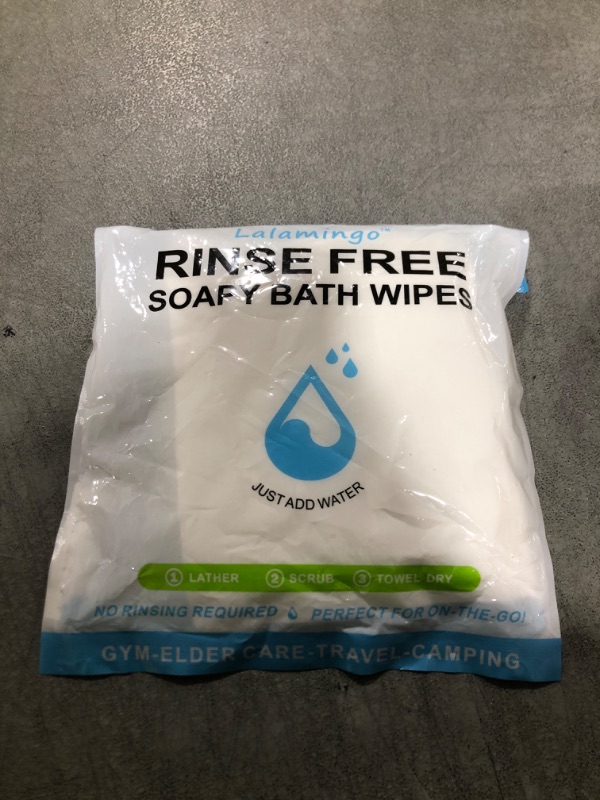 Lalamingo™
RINSE FREE
SOAPY BATH WIPES
JUST ADD WATER
1 LATHER 2 SCRUB 3 TOWEL DRY
NO RINSING REQUIRED PERFECT FOR ON-THE-GO!
GYM-ELDER CARE-TRAVEL-CAMPING